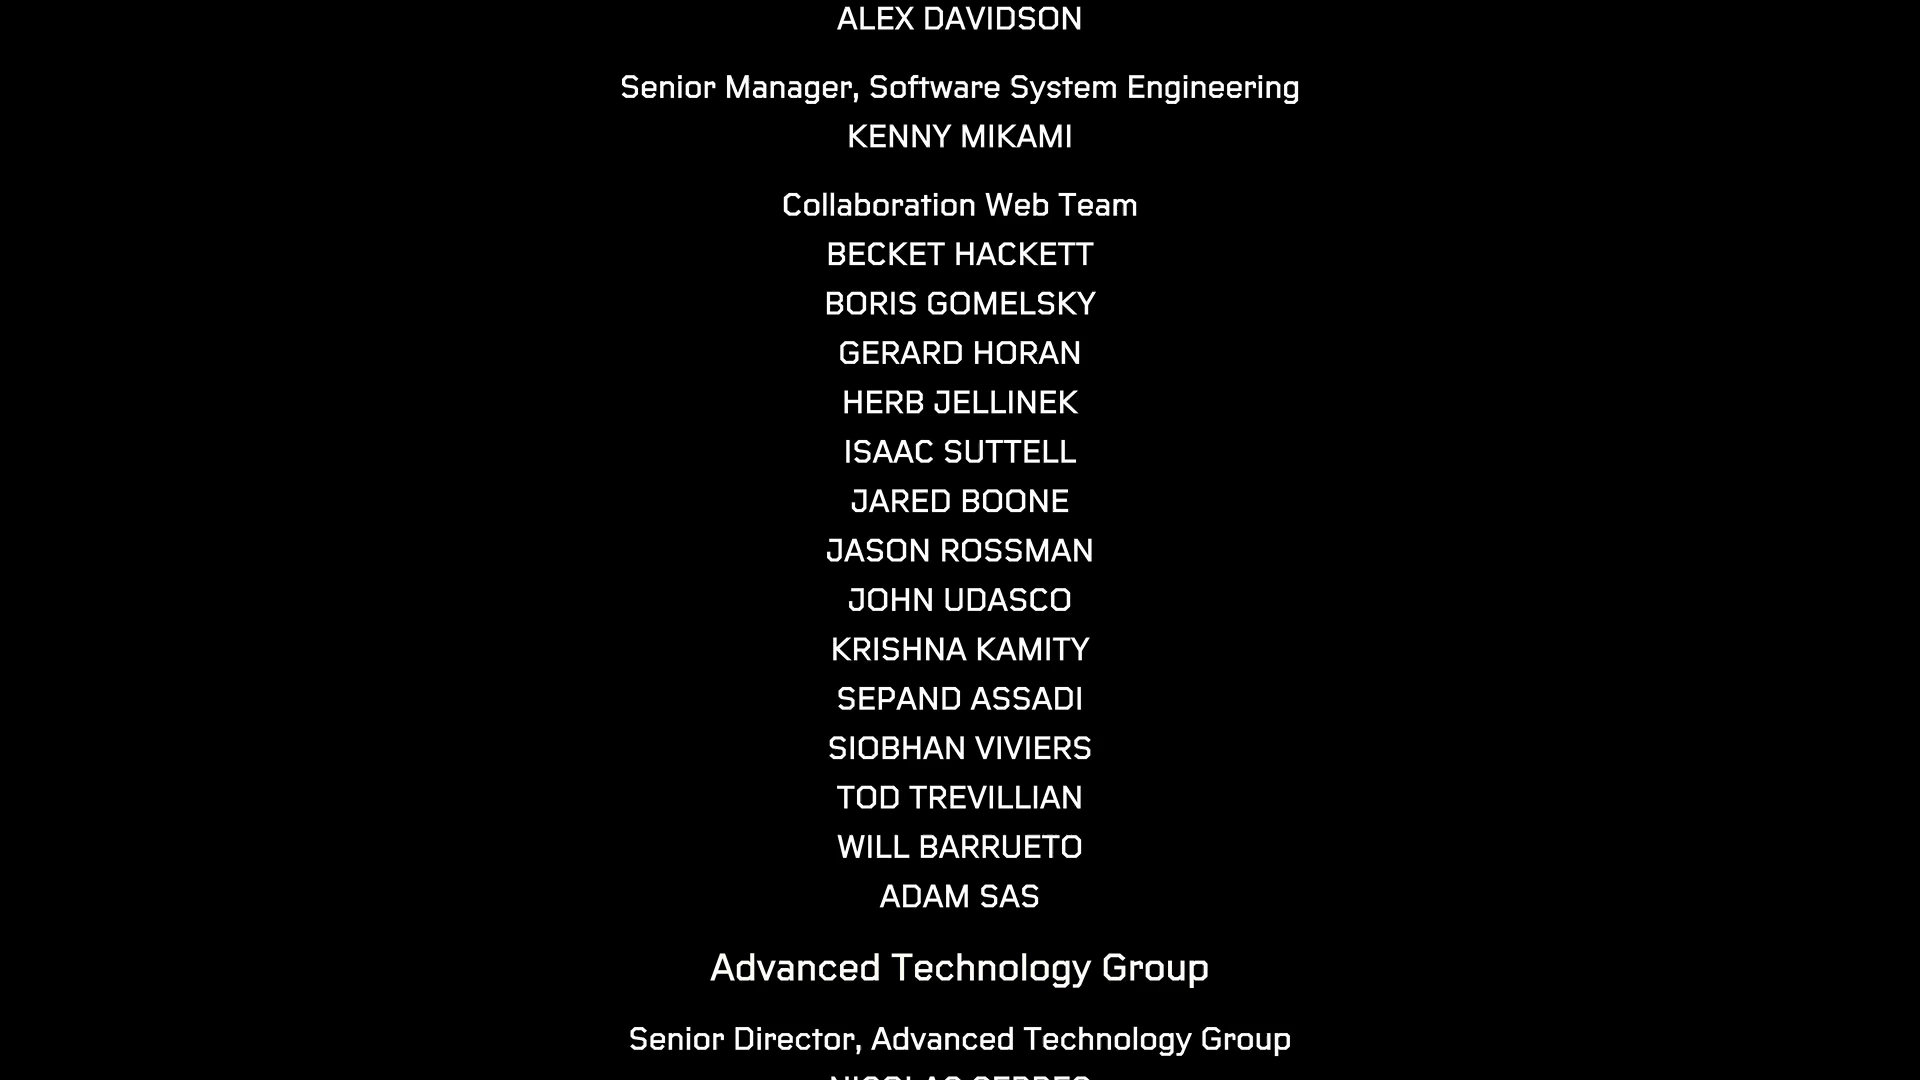 ALEX DAVIDSON
Senior Manager, Software System Engineering
KENNY MIKAMI
Collaboration Web Team
BECKET HACKETT
BORIS GOMELSKY
GERARD HORAN
HERB JELLINEK
ISAAC SUTTELL
JARED BOONE
JASON ROSSMAN
JOHN UDASCO
KRISHNA KAMITY
SEPAND ASSADI
SIOBHAN VIVIERS
TOD TREVILLIAN
WILL BARRUETO
ADAM SAS
Advanced Technology Group
Senior Director, Advanced Technology Group